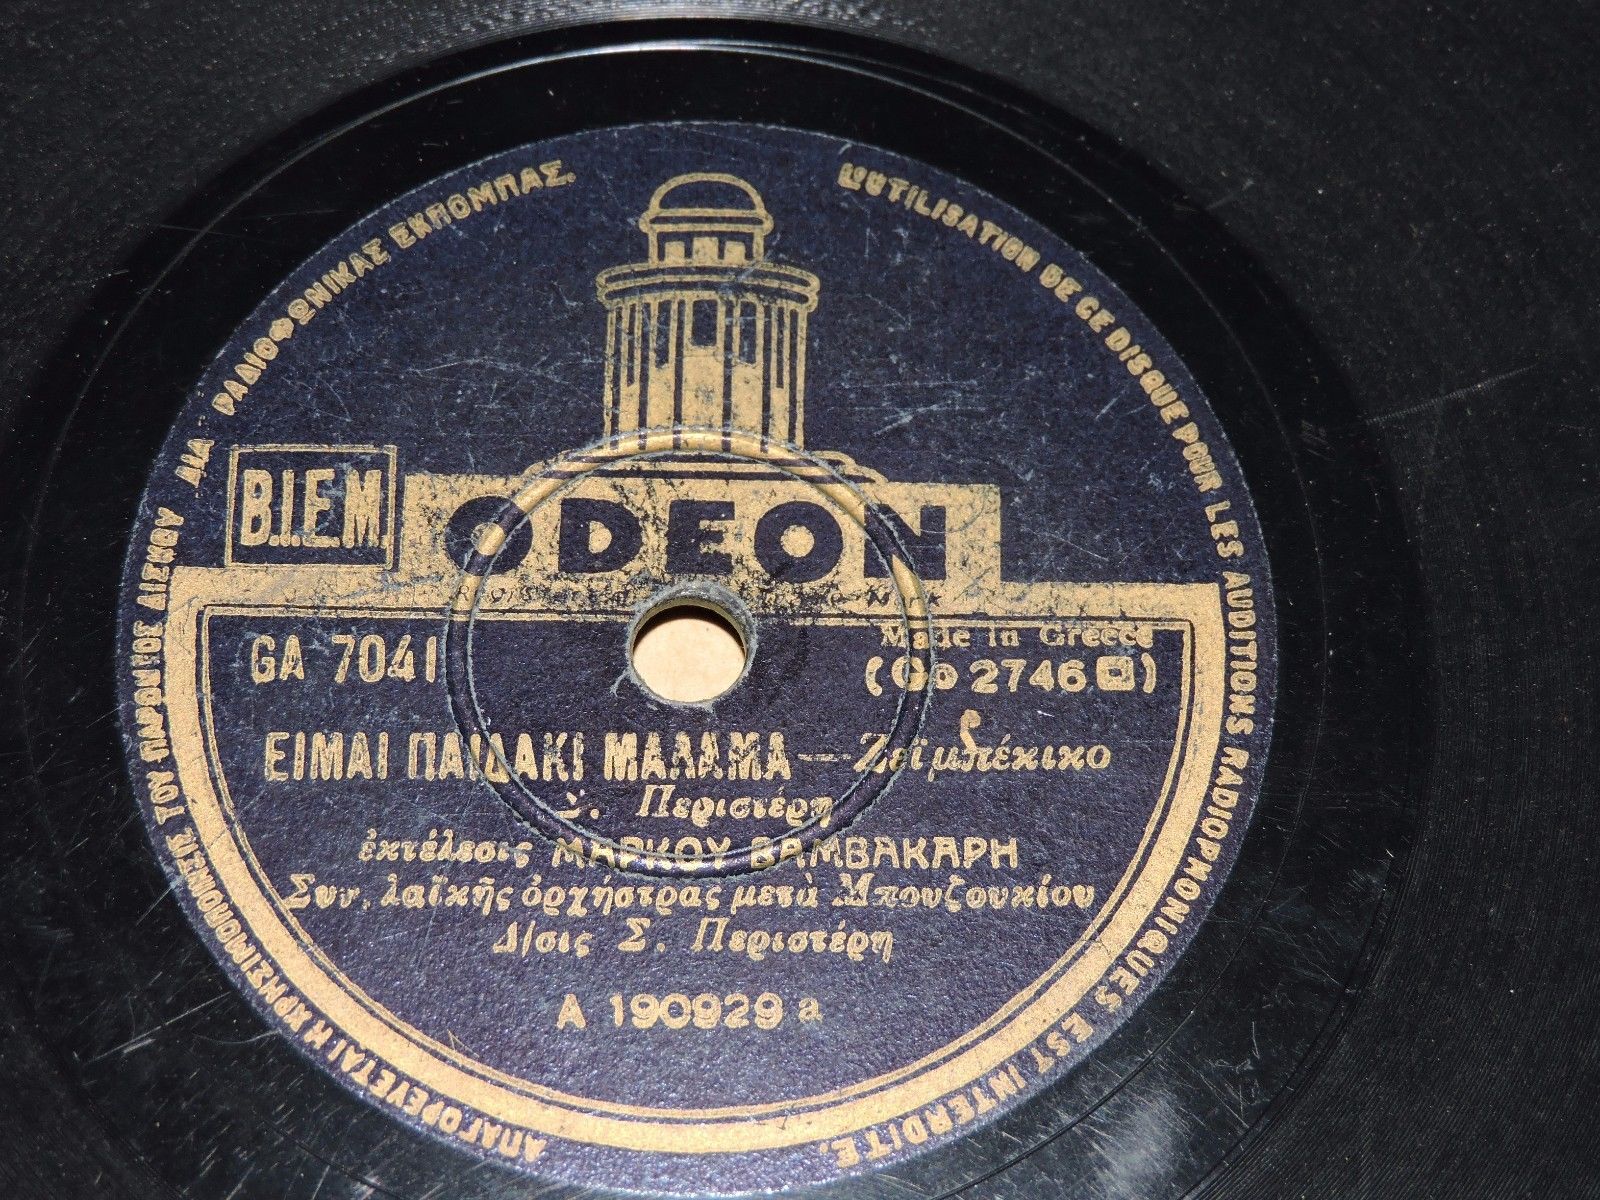 ΑΠΑΓΟΡΕΥΕΤΑΙ Η ΧΡΗΣΙΜΟΠΟΙΗΣΙΣ ΤΟΥ ΠΑΡΟΝΤΟΣ ΔΙΣΚΟΥ ΔΙΑ ΡΑΔΙΟΦΩΝΙΚΑΣ ΕΚΠΟΜΠΑΣ.
L'UTILISATION DE CE DISQUE POUR LES AUDITIONS RADIOPHONIQUES EST INTERDITE.
B.I.E.M.
ODEON
Made in Greece
GA 7041
(Go 2746)
ΕΙΜΑΙ ΠΑΙΔΑΚΙ ΜΑΛΑΜΑ — Ζεϊμπέκικο
Σ. Περιστέρη
ἐκτέλεσις ΜΑΡΚΟΥ ΒΑΜΒΑΚΑΡΗ
Συν. λαϊκῆς ὀρχήστρας μετὰ Μπουζουκίου
Δ/σις Σ. Περιστέρη
A 190929 a